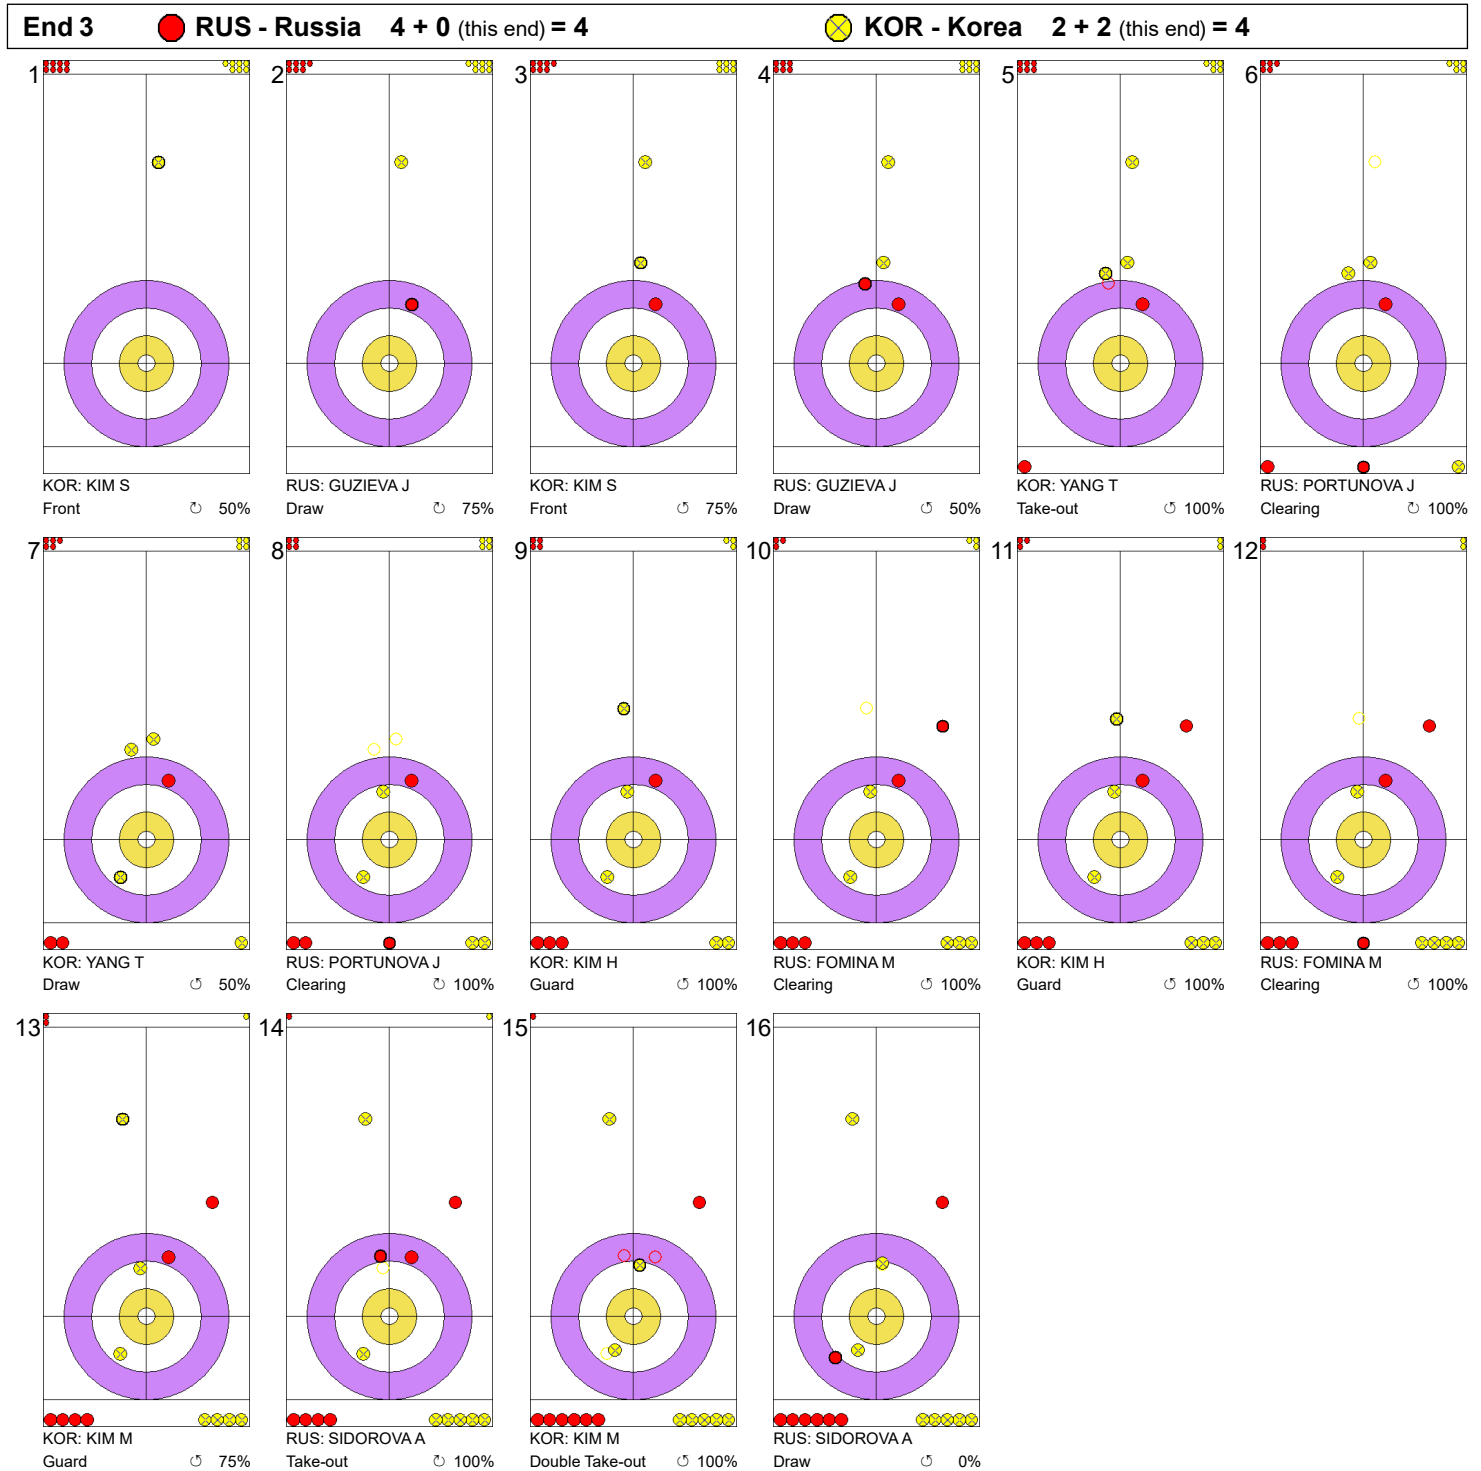 End 3 RUS - Russia 4 + 0 (this end) = 4 KOR - Korea 2 + 2 (this end) = 4
1 2 3 4 5 6
KOR: KIM S RUS: GUZIEVA J KOR: KIM S RUS: GUZIEVA J KOR: YANG T RUS: PORTUNOVA J
Front ↻ 50% Draw ↻ 75% Front ↺ 75% Draw ↺ 50% Take-out ↺ 100% Clearing ↻ 100%
7 8 9 10 11 12
KOR: YANG T RUS: PORTUNOVA J KOR: KIM H RUS: FOMINA M KOR: KIM H RUS: FOMINA M
Draw ↺ 50% Clearing ↻ 100% Guard ↺ 100% Clearing ↺ 100% Guard ↺ 100% Clearing ↺ 100%
13 14 15 16
KOR: KIM M RUS: SIDOROVA A KOR: KIM M RUS: SIDOROVA A
Guard ↺ 75% Take-out ↻ 100% Double Take-out ↺ 100% Draw ↺ 0%